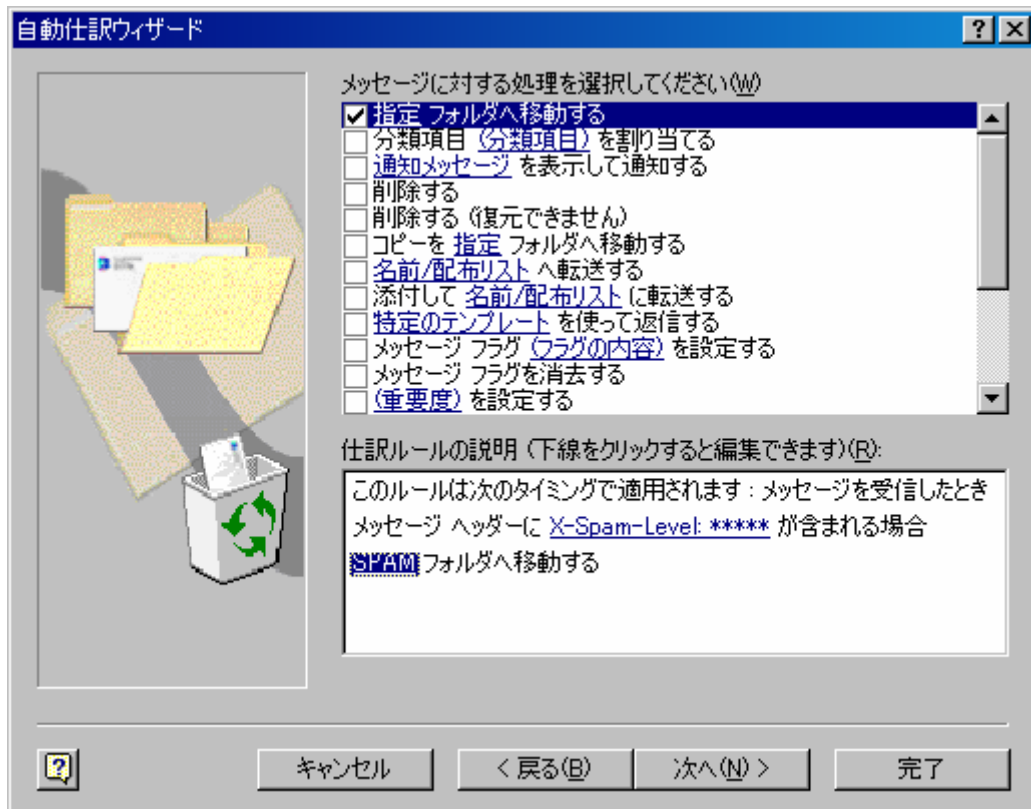 自動仕訳ウィザード
メッセージに対する処理を選択してください(W)
指定 フォルダへ移動する
分類項目 (分類項目) を割り当てる
通知メッセージ を表示して通知する
削除する
削除する (復元できません)
コピーを 指定 フォルダへ移動する
名前/配布リスト へ転送する
添付して 名前/配布リスト に転送する
特定のテンプレート を使って返信する
メッセージ フラグ (フラグの内容) を設定する
メッセージ フラグを消去する
(重要度) を設定する
仕訳ルールの説明 (下線をクリックすると編集できます)(R):
このルールは次のタイミングで適用されます : メッセージを受信したとき
メッセージ ヘッダーに X-Spam-Level: ***** が含まれる場合
SPAM フォルダへ移動する
キャンセル
< 戻る(B)
次へ(N) >
完了